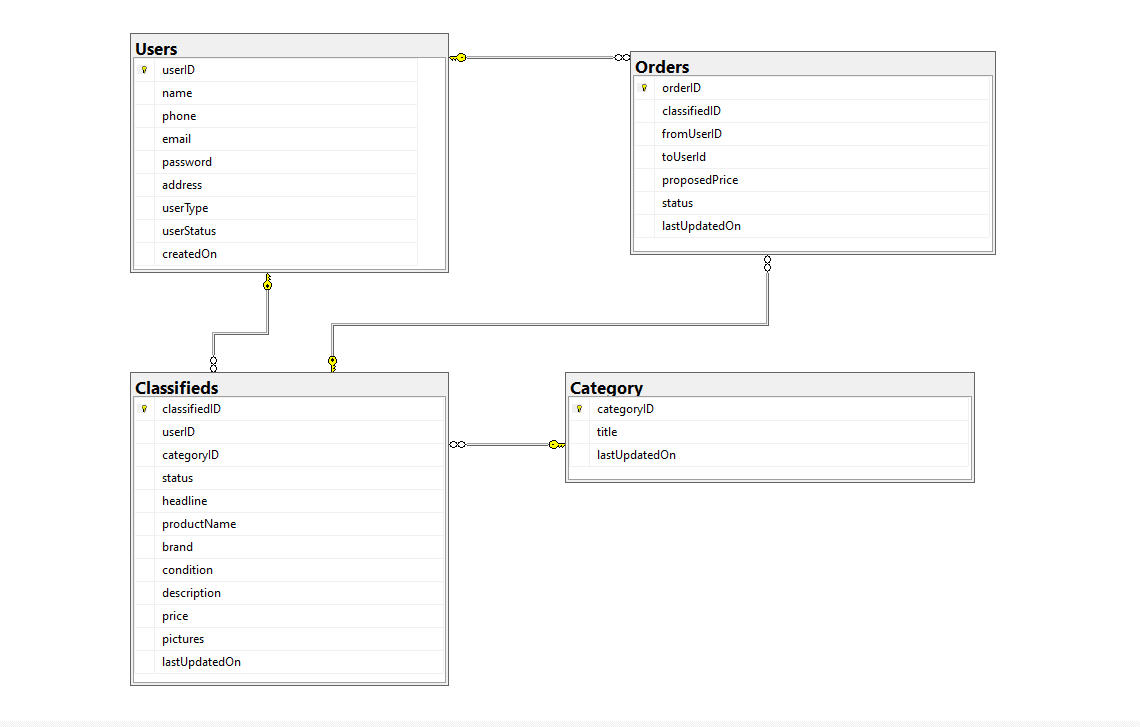 Users
userID
name
phone
email
password
address
userType
userStatus
createdOn
Orders
orderID
classifiedID
fromUserID
toUserId
proposedPrice
status
lastUpdatedOn
Classifieds
classifiedID
userID
categoryID
status
headline
productName
brand
condition
description
price
pictures
lastUpdatedOn
Category
categoryID
title
lastUpdatedOn